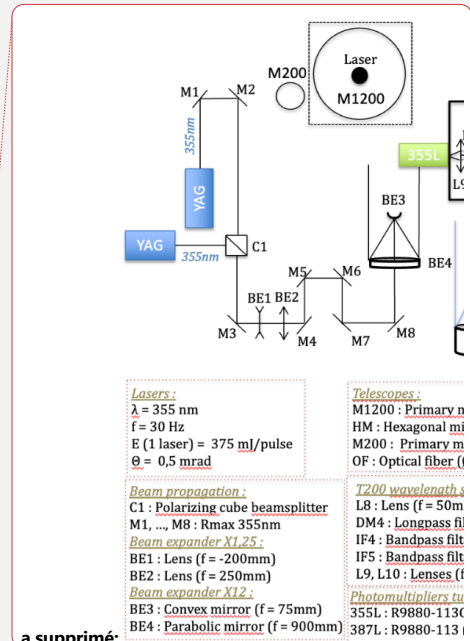 Laser
M200
M1200
M1
M2
355nm
YAG
355L
L9
YAG
355nm
C1
BE3
BE4
M5
M6
BE1 BE2
M3
M4
M7
M8
Lasers :
λ = 355 nm
f = 30 Hz
E (1 laser) = 375 mJ/pulse
Θ = 0,5 mrad
Beam propagation :
C1 : Polarizing cube beamsplitter
M1, ..., M8 : Rmax 355nm
Beam expander X1,25 :
BE1 : Lens (f = -200mm)
BE2 : Lens (f = 250mm)
Beam expander X12 :
BE3 : Convex mirror (f = 75mm)
BE4 : Parabolic mirror (f = 900mm)
Telescopes :
M1200 : Primary
HM : Hexagonal
M200 : Primary
OF : Optical fiber
T200 wavelength
L8 : Lens (f = 50m
DM4 : Longpass
IF4 : Bandpass
IF5 : Bandpass
L9, L10 : Lenses
Photomultipliers
355L : R9880-113
387L : R9880-113
a supprimé: